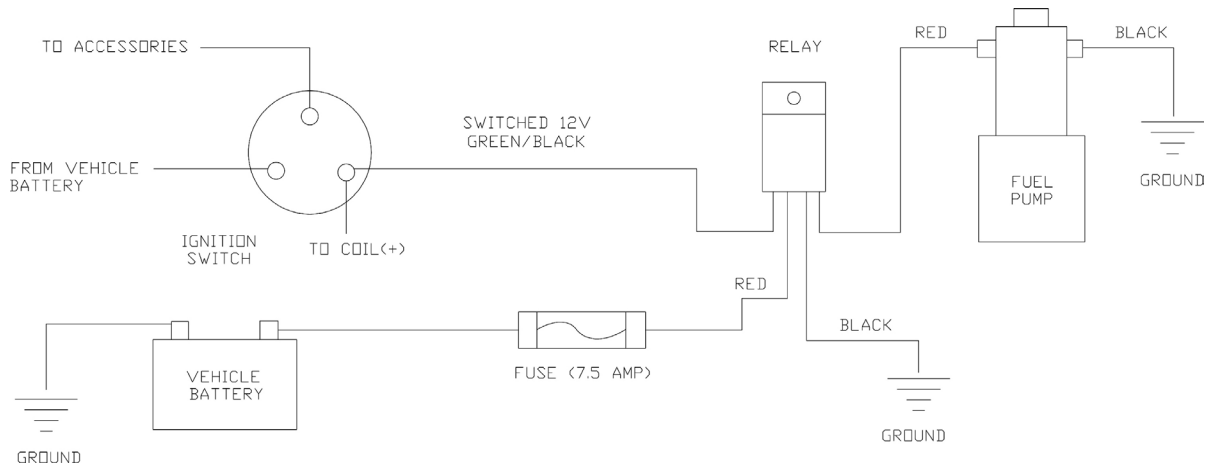 TO ACCESSORIES
RELAY
RED
BLACK
SWITCHED 12V
GREEN/BLACK
FROM VEHICLE
BATTERY
FUEL
PUMP
GROUND
IGNITION
SWITCH
TO COIL(+)
RED
BLACK
FUSE (7.5 AMP)
VEHICLE
BATTERY
GROUND
GROUND